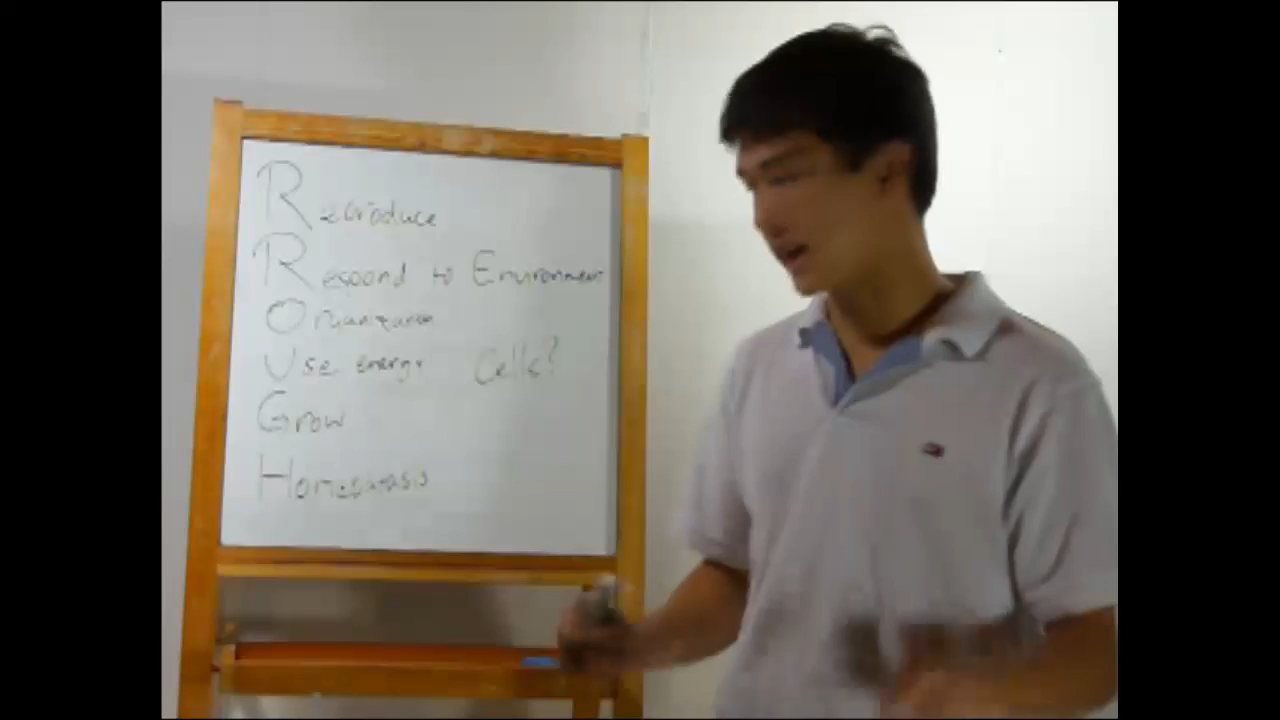 Reproduce
Respond to Environment
Organization
Use energy Cells?
Grow
Homeostasis